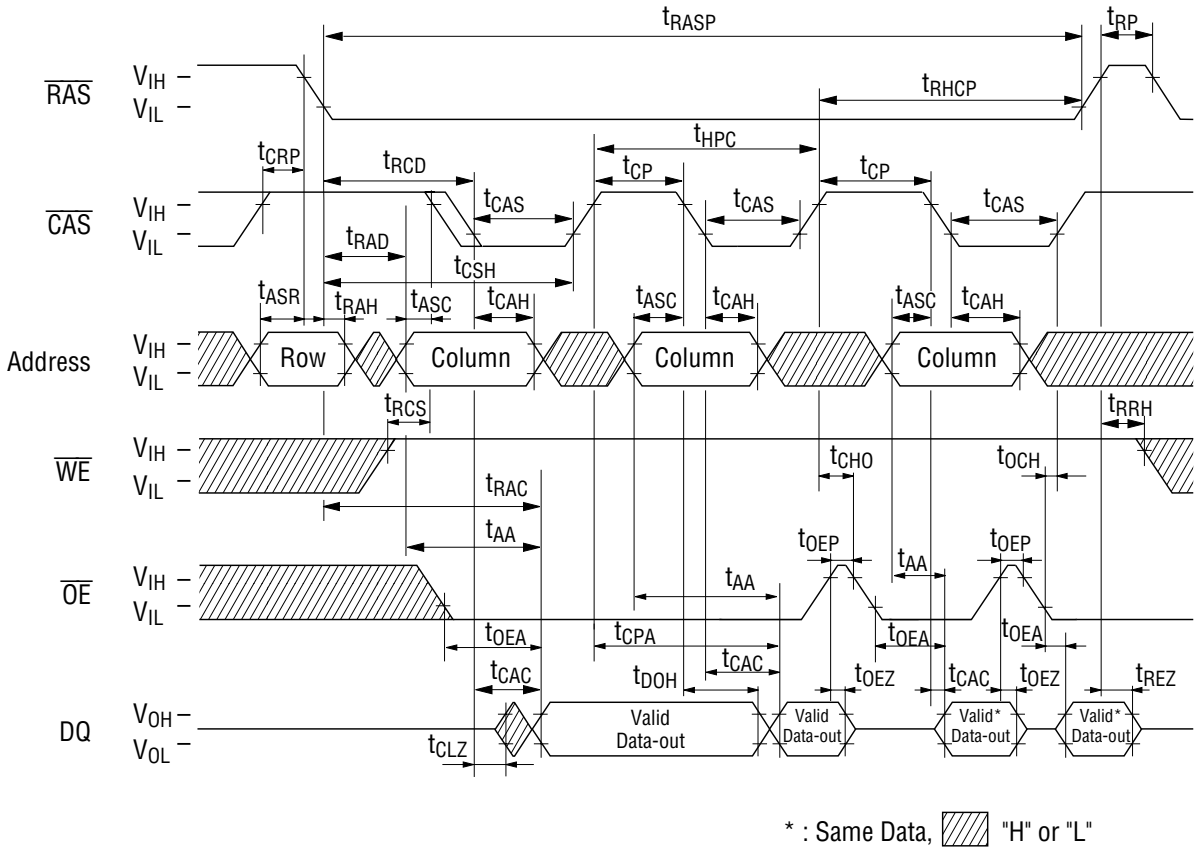 tRASP tRP
RAS VIH
VIL
tRHCP
tHPC
tCRP tRCD tCP tCP
CAS VIH
VIL
tCAS tCAS tCAS
tRAD
tCSH
tASR tRAH tASC tCAH tASC tCAH tASC tCAH
Address VIH
VIL
Row Column Column Column
tRCS tRRH
WE VIH
VIL
tCHO tOCH
tRAC
tAA tOEP tOEP
OE VIH
VIL
tAA tAA
tOEA tCPA tOEA tOEA
tCAC tDOH tCAC tOEZ tCAC tOEZ tREZ
DQ VOH
VOL
Valid
Data-out
Valid
Data-out
Valid*
Data-out
Valid*
Data-out
tCLZ
* : Same Data, "H" or "L"